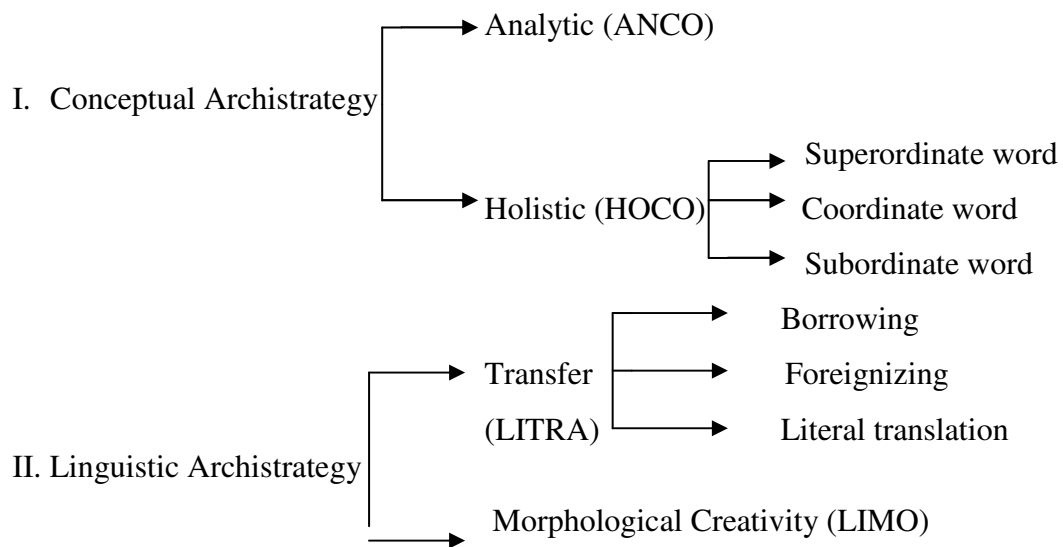 Analytic (ANCO)
I. Conceptual Archistrategy
Superordinate word
Holistic (HOCO)
Coordinate word
Subordinate word
Borrowing
Transfer
Foreignizing
(LITRA)
Literal translation
II. Linguistic Archistrategy
Morphological Creativity (LIMO)